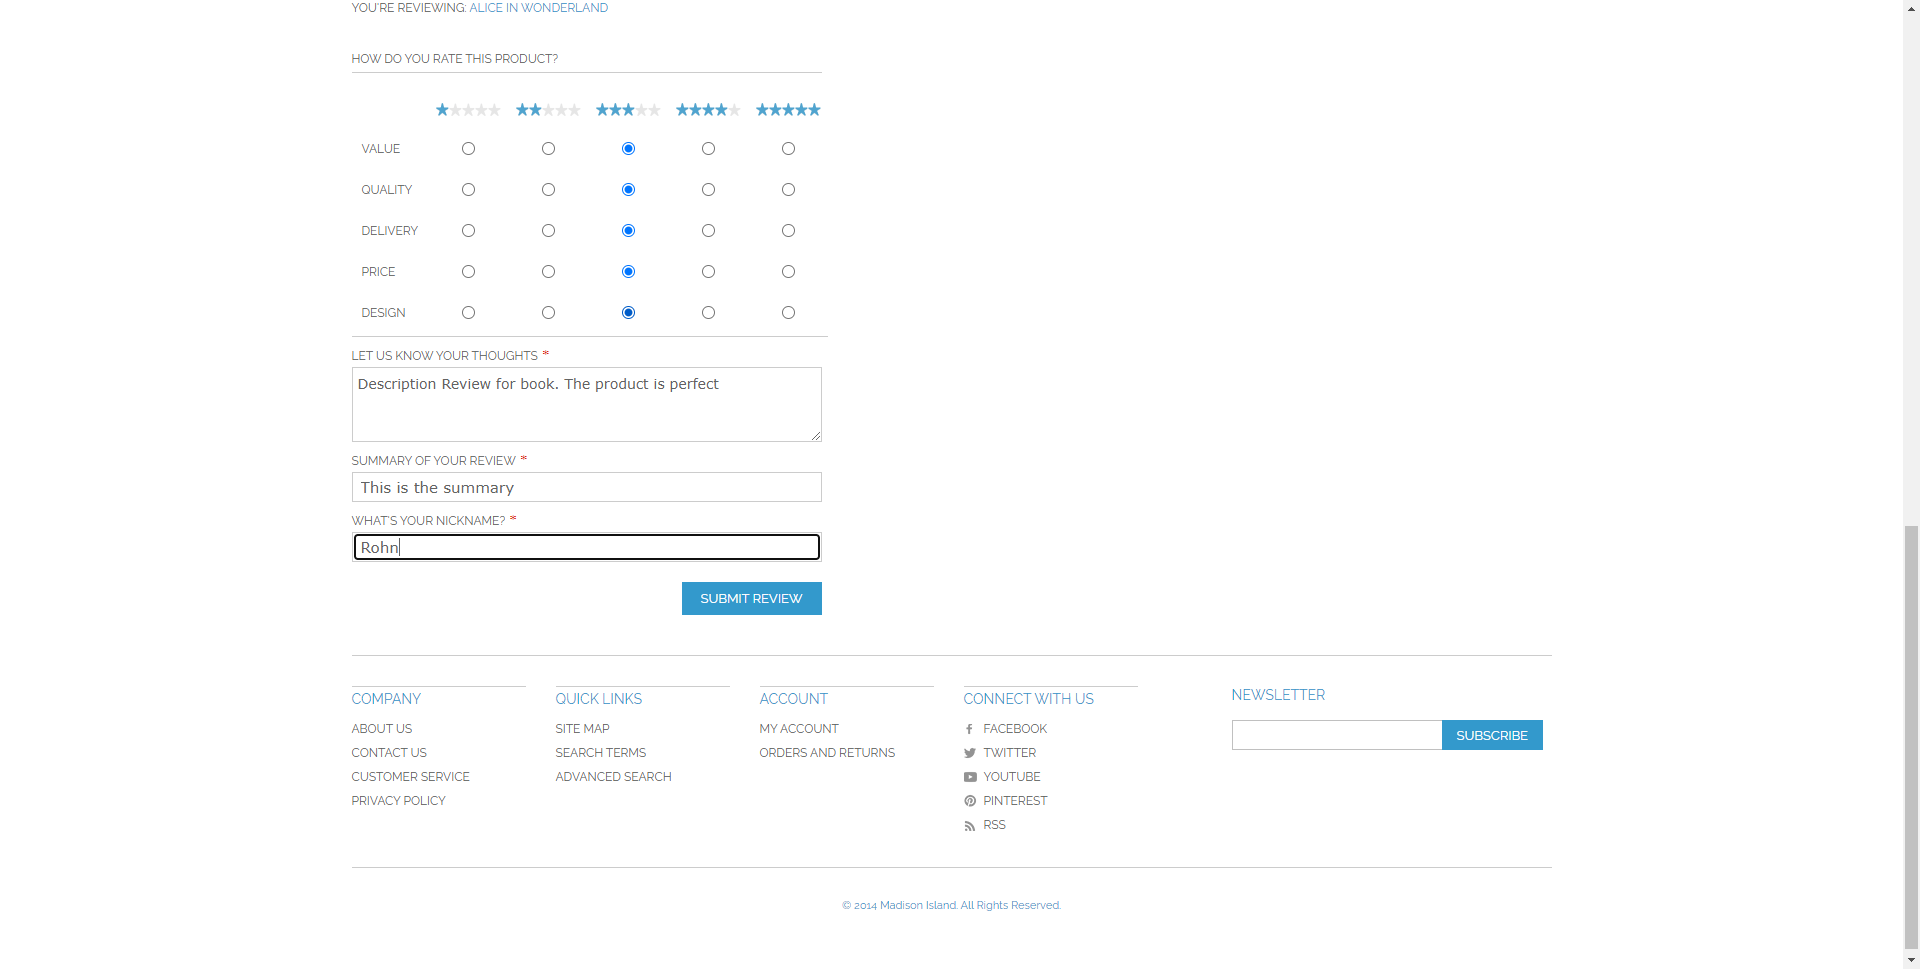 YOU'RE REVIEWING: ALICE IN WONDERLAND
HOW DO YOU RATE THIS PRODUCT?
VALUE
QUALITY
DELIVERY
PRICE
DESIGN
LET US KNOW YOUR THOUGHTS *
Description Review for book. The product is perfect
SUMMARY OF YOUR REVIEW *
This is the summary
WHAT'S YOUR NICKNAME? *
Rohn
SUBMIT REVIEW
COMPANY
ABOUT US
CONTACT US
CUSTOMER SERVICE
PRIVACY POLICY
QUICK LINKS
SITE MAP
SEARCH TERMS
ADVANCED SEARCH
ACCOUNT
MY ACCOUNT
ORDERS AND RETURNS
CONNECT WITH US
FACEBOOK
TWITTER
YOUTUBE
PINTEREST
RSS
NEWSLETTER
SUBSCRIBE
© 2014 Madison Island. All Rights Reserved.